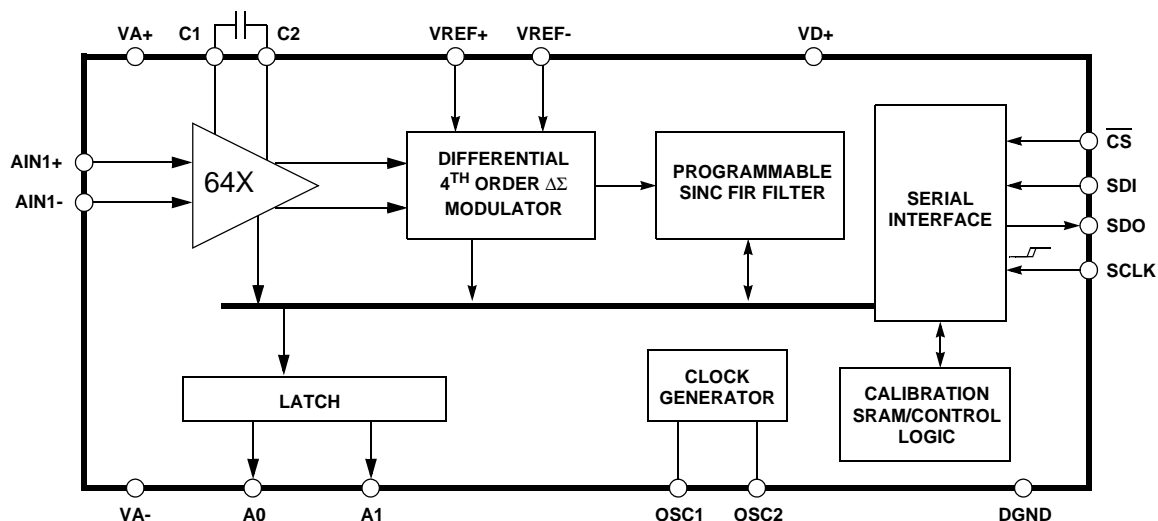 VA+ C1 C2 VREF+ VREF- VD+
AIN1+
AIN1-
64X
DIFFERENTIAL
4TH ORDER ΔΣ
MODULATOR
PROGRAMMABLE
SINC FIR FILTER
SERIAL
INTERFACE
CS
SDI
SDO
SCLK
LATCH
CLOCK
GENERATOR
CALIBRATION
SRAM/CONTROL
LOGIC
VA- A0 A1 OSC1 OSC2 DGND